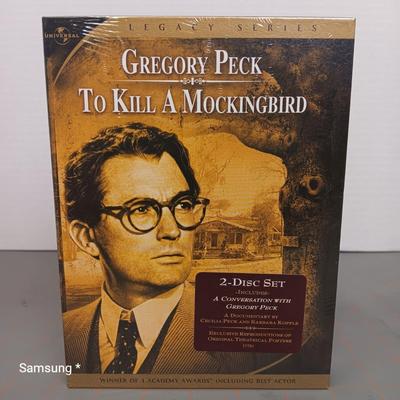 UNIVERSAL
LEGACY SERIES
GREGORY PECK
TO KILL A MOCKINGBIRD
2-DISC SET
-INCLUDES-
A CONVERSATION WITH
GREGORY PECK
A DOCUMENTARY BY
CECILIA PECK AND BARBARA KOPPLE
EXCLUSIVE REPRODUCTIONS OF
ORIGINAL THEATRICAL POSTERS
Samsung *
WINNER OF 3 ACADEMY AWARDS® INCLUDING BEST ACTOR